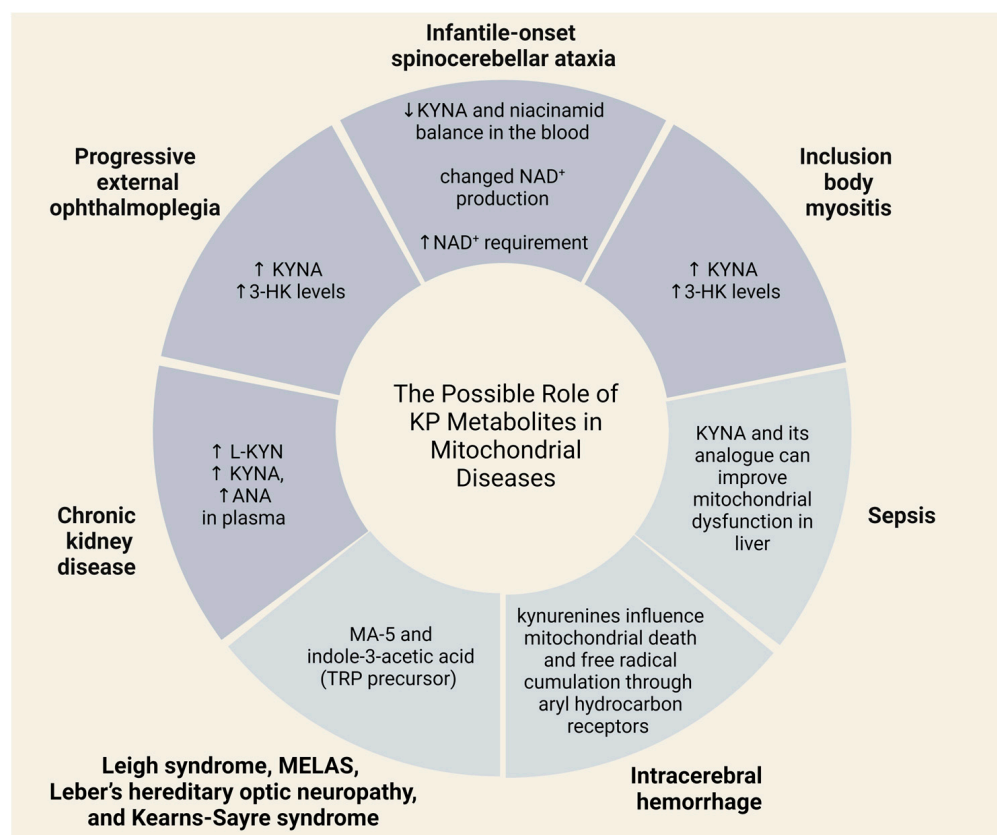 Infantile-onset
spinocerebellar ataxia
↓KYNA and niacinamid
balance in the blood
changed NAD⁺
production
↑NAD⁺ requirement
Inclusion
body
myositis
↑ KYNA
↑3-HK levels
Sepsis
KYNA and its
analogue can
improve
mitochondrial
dysfunction in
liver
Intracerebral
hemorrhage
kynurenines influence
mitochondrial death
and free radical
cumulation through
aryl hydrocarbon
receptors
Leigh syndrome, MELAS,
Leber's hereditary optic neuropathy,
and Kearns-Sayre syndrome
MA-5 and
indole-3-acetic acid
(TRP precursor)
Chronic
kidney
disease
↑ L-KYN
↑ KYNA,
↑ANA
in plasma
Progressive
external
ophthalmoplegia
↑ KYNA
↑3-HK levels
The Possible Role of
KP Metabolites in
Mitochondrial
Diseases